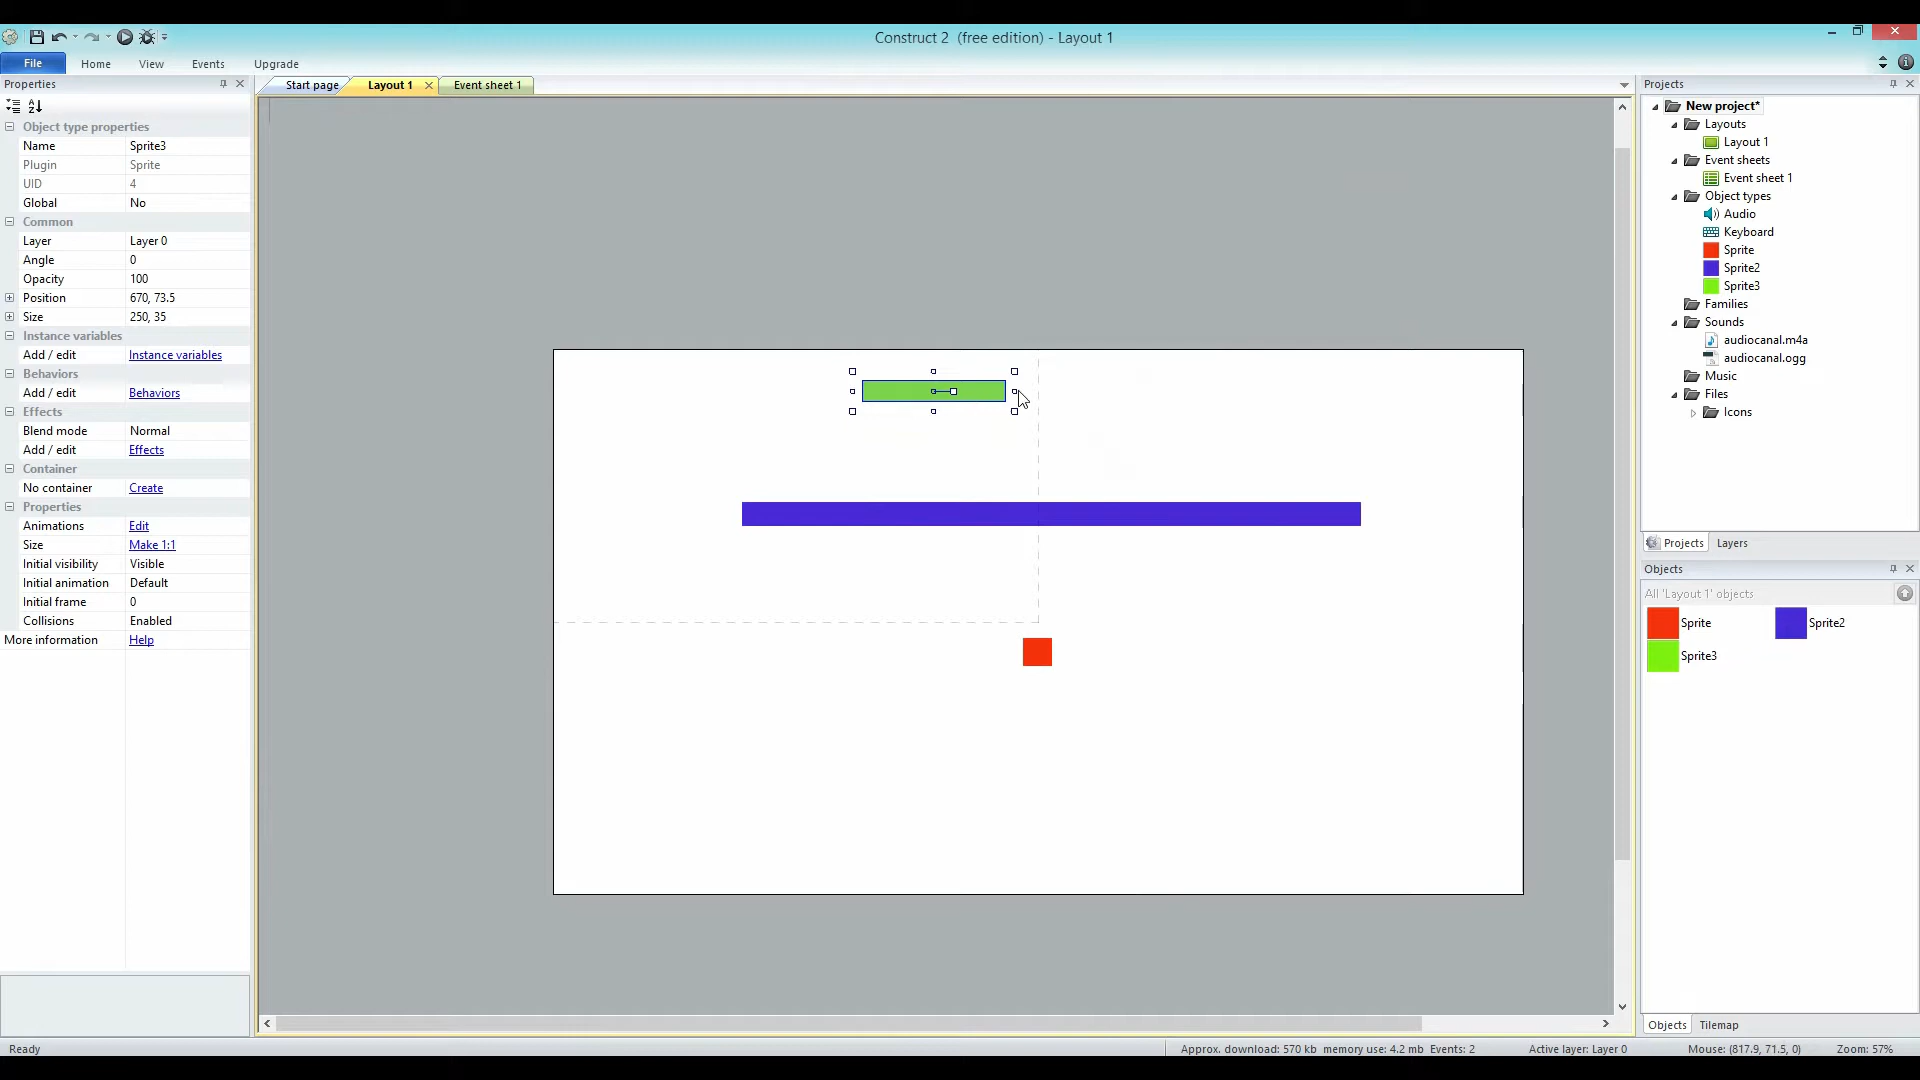 Construct 2  (free edition) - Layout 1
File Home View Events Upgrade
Properties
Start page Layout 1 Event sheet 1
Object type properties
Name Sprite3
Plugin Sprite
UID 4
Global No
Common
Layer Layer 0
Angle 0
Opacity 100
Position 670, 73.5
Size 250, 35
Instance variables
Add / edit Instance variables
Behaviors
Add / edit Behaviors
Effects
Blend mode Normal
Add / edit Effects
Container
No container Create
Properties
Animations Edit
Size Make 1:1
Initial visibility Visible
Initial animation Default
Initial frame 0
Collisions Enabled
More information Help
Projects
New project*
Layouts
Layout 1
Event sheets
Event sheet 1
Object types
Audio
Keyboard
Sprite
Sprite2
Sprite3
Families
Sounds
audiocanal.m4a
audiocanal.ogg
Music
Files
Icons
Projects Layers
Objects
All 'Layout 1' objects
Sprite Sprite2
Sprite3
Objects Tilemap
Ready Approx. download: 570 kb  memory use: 4.2 mb  Events: 2 Active layer: Layer 0 Mouse: (817.9, 71.5, 0) Zoom: 57%